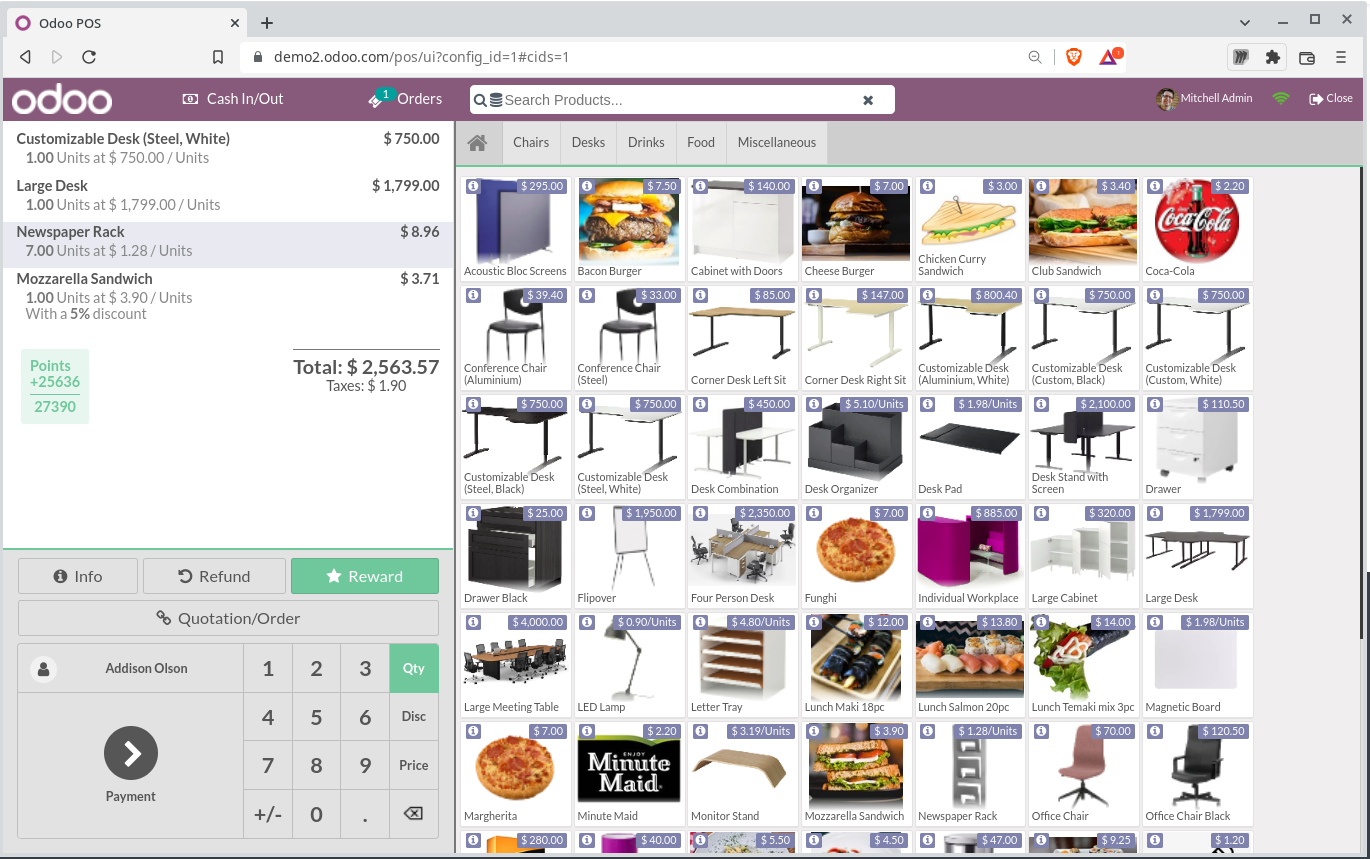 Odoo POS
demo2.odoo.com/pos/ui?config_id=1#cids=1
1
odoo
Cash In/Out
1
Orders
Search Products...
Mitchell Admin
Close
Customizable Desk (Steel, White) $ 750.00
1.00 Units at $ 750.00 / Units
Large Desk $ 1,799.00
1.00 Units at $ 1,799.00 / Units
Newspaper Rack $ 8.96
7.00 Units at $ 1.28 / Units
Mozzarella Sandwich $ 3.71
1.00 Units at $ 3.90 / Units
With a 5% discount
Points
+25636
27390
Total: $ 2,563.57
Taxes: $ 1.90
Info
Refund
Reward
Quotation/Order
Addison Olson
1 2 3 Qty
4 5 6 Disc
7 8 9 Price
+/- 0 .
Payment
Chairs Desks Drinks Food Miscellaneous
$ 295.00 $ 7.50 $ 140.00 $ 7.00 $ 3.00 $ 3.40 $ 2.20
Coca-Cola
Acoustic Bloc Screens
Bacon Burger
Cabinet with Doors
Cheese Burger
Chicken Curry
Sandwich
Club Sandwich
Coca-Cola
$ 39.40 $ 33.00 $ 85.00 $ 147.00 $ 800.40 $ 750.00 $ 750.00
Conference Chair
(Aluminium)
Conference Chair
(Steel)
Corner Desk Left Sit
Corner Desk Right Sit
Customizable Desk
(Aluminium, White)
Customizable Desk
(Custom, Black)
Customizable Desk
(Custom, White)
$ 750.00 $ 750.00 $ 450.00 $ 5.10/Units $ 1.98/Units $ 2,100.00 $ 110.50
Customizable Desk
(Steel, Black)
Customizable Desk
(Steel, White)
Desk Combination
Desk Organizer
Desk Pad
Desk Stand with
Screen
Drawer
$ 25.00 $ 1,950.00 $ 2,350.00 $ 7.00 $ 885.00 $ 320.00 $ 1,799.00
Drawer Black
Flipover
Four Person Desk
Funghi
Individual Workplace
Large Cabinet
Large Desk
$ 4,000.00 $ 0.90/Units $ 4.80/Units $ 12.00 $ 13.80 $ 14.00 $ 1.98/Units
Large Meeting Table
LED Lamp
Letter Tray
Lunch Maki 18pc
Lunch Salmon 20pc
Lunch Temaki mix 3pc
Magnetic Board
$ 7.00 $ 2.20 $ 3.19/Units $ 3.90 $ 1.28/Units $ 70.00 $ 120.50
ENJOY
Minute
Maid
Margherita
Minute Maid
Monitor Stand
Mozzarella Sandwich
Newspaper Rack
Office Chair
Office Chair Black
$ 280.00 $ 40.00 $ 5.50 $ 4.50 $ 47.00 $ 9.25 $ 1.20